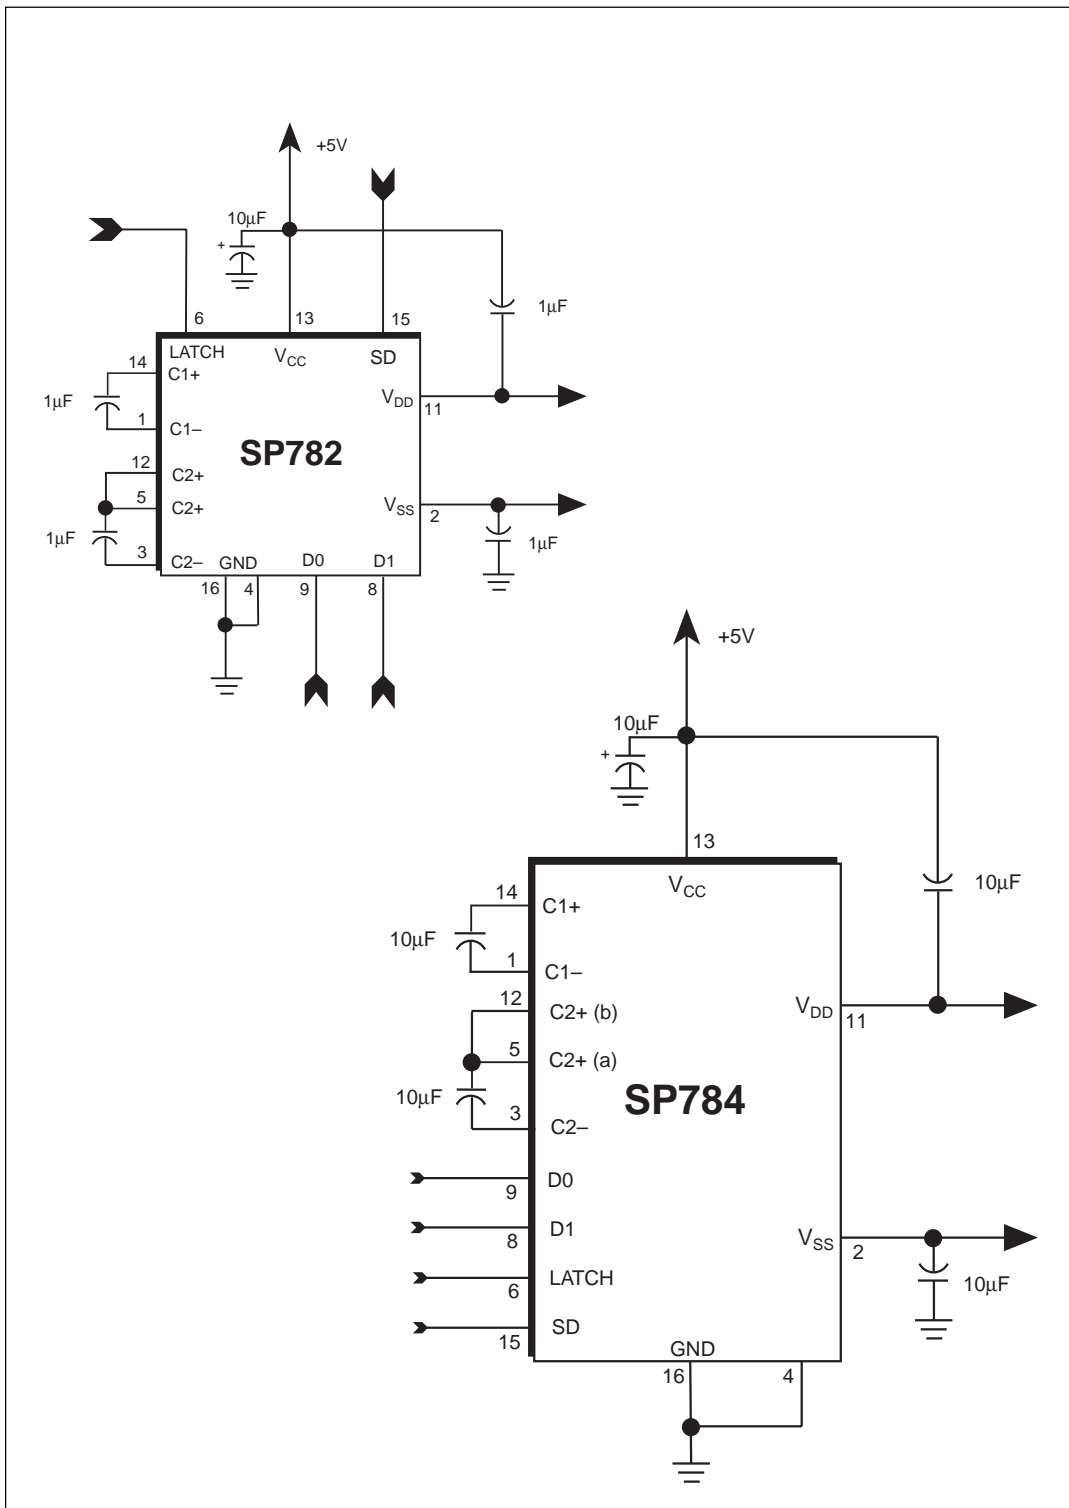 +5V
10µF
+
1µF
6
13
15
LATCH
VCC
SD
14
C1+
1µF
1
C1–
VDD
11
SP782
12
C2+
5
C2+
1µF
3
C2–
VSS
2
1µF
GND
D0
D1
16
4
9
8
+5V
10µF
+
13
VCC
10µF
14
C1+
10µF
1
C1–
12
C2+ (b)
5
C2+ (a)
10µF
3
C2–
VDD
11
SP784
D0
9
D1
8
LATCH
6
SD
15
VSS
2
10µF
GND
16
4